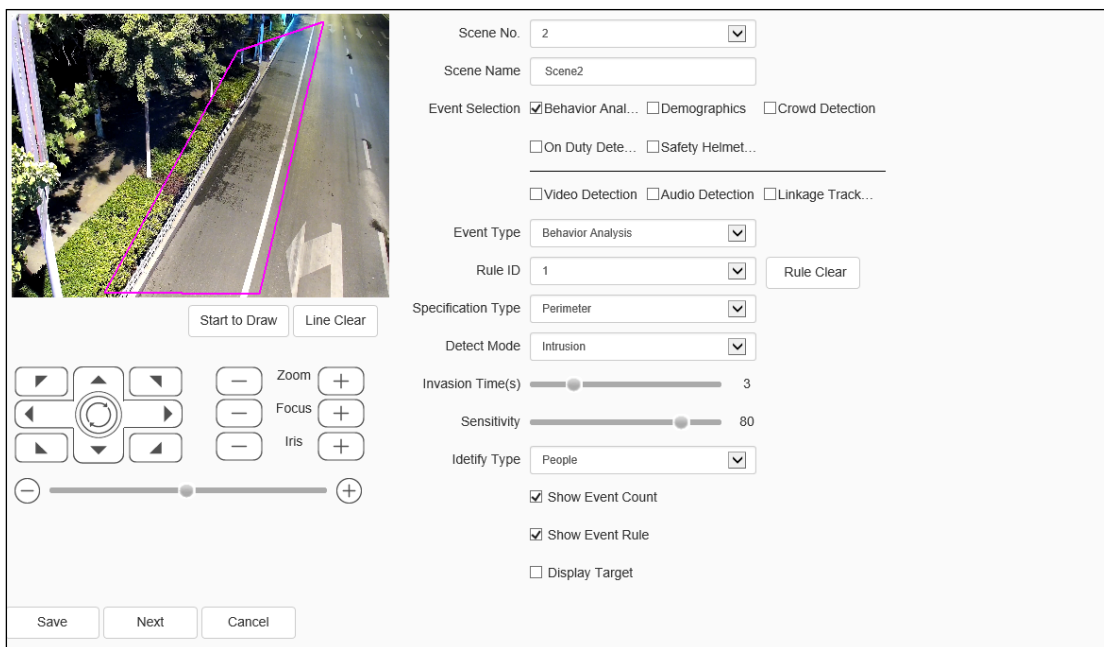 Scene No. 2
Scene Name Scene2
Event Selection Behavior Anal... Demographics Crowd Detection
On Duty Dete... Safety Helmet...
Video Detection Audio Detection Linkage Track...
Event Type Behavior Analysis
Rule ID 1 Rule Clear
Specification Type Perimeter
Start to Draw Line Clear
Detect Mode Intrusion
Zoom
Invasion Time(s) 3
Focus
Sensitivity 80
Iris
Idetify Type People
Show Event Count
Show Event Rule
Display Target
Save Next Cancel